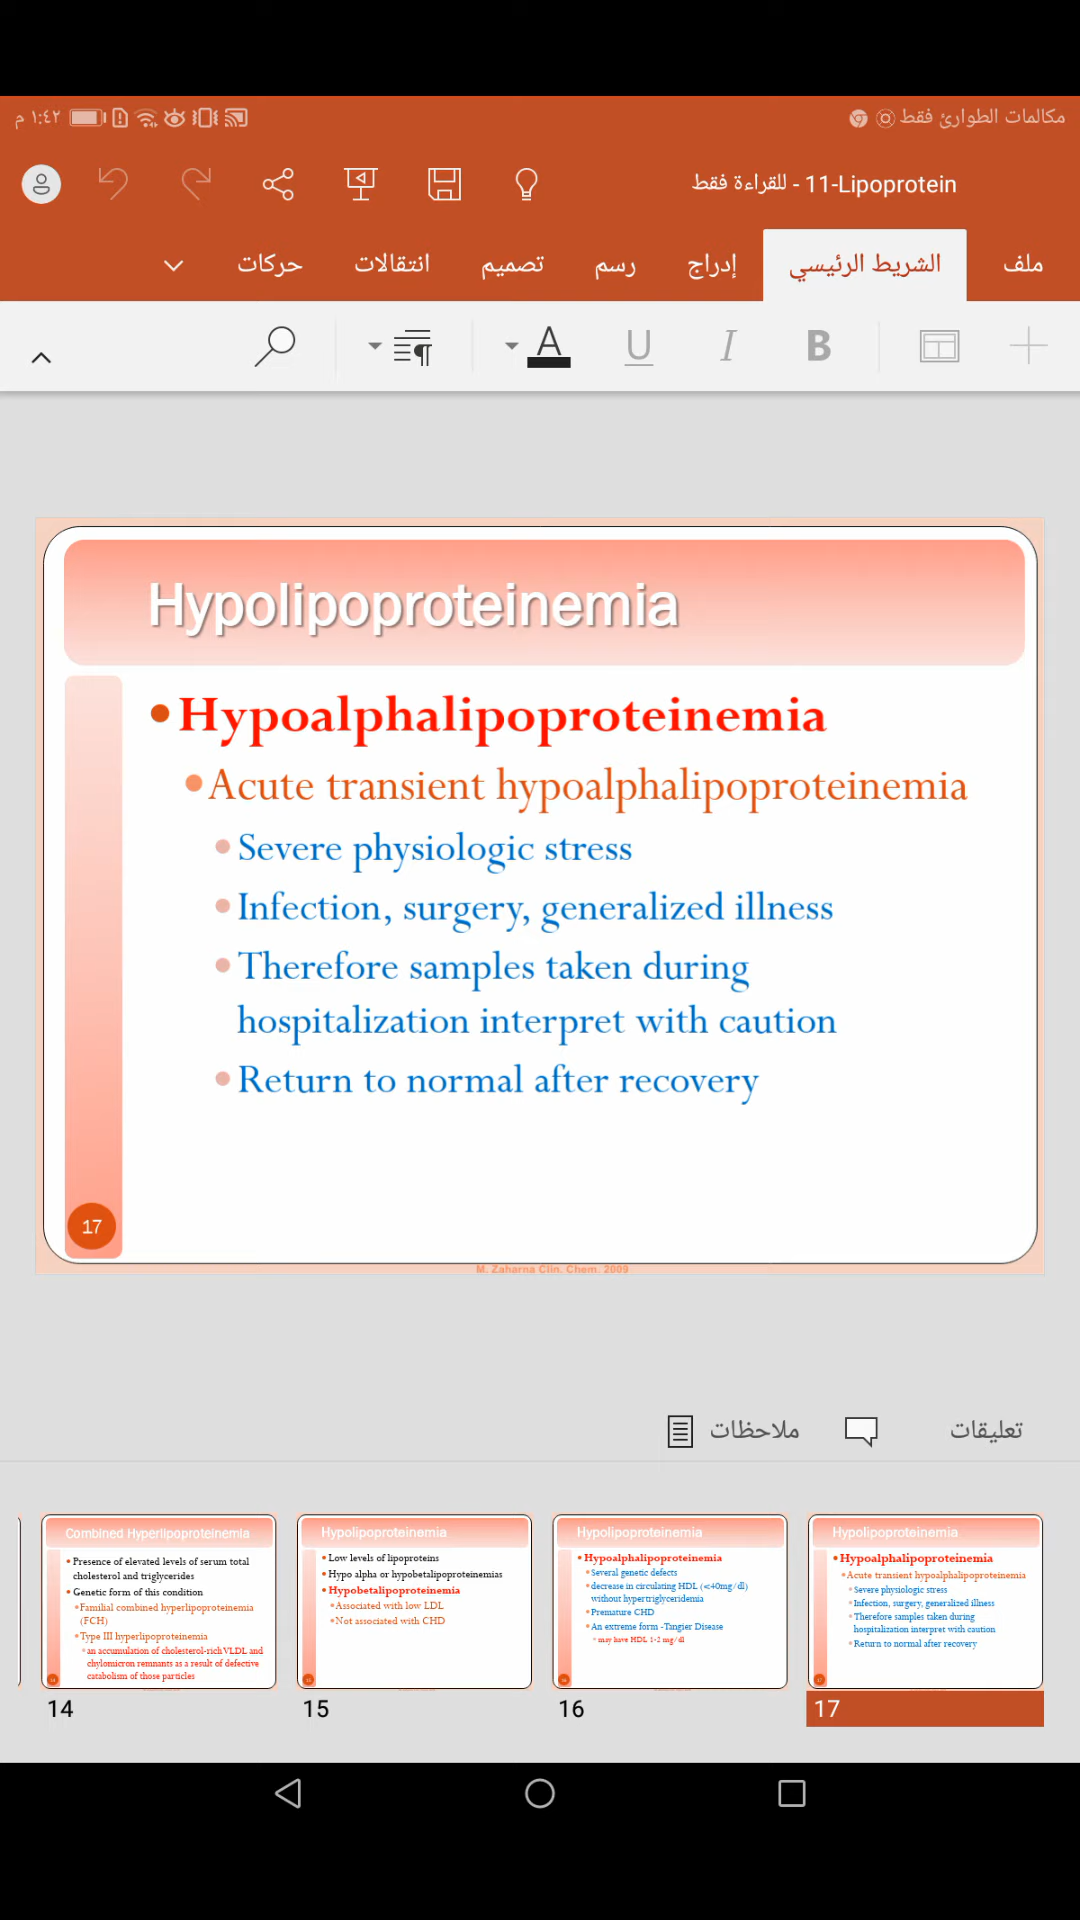 مكالمات الطوارئ فقط
١:٤٢ م
11-Lipoprotein - للقراءة فقط
ملف
الشريط الرئيسي
إدراج
رسم
تصميم
انتقالات
حركات
A U I B
Hypolipoproteinemia
• Hypoalphalipoproteinemia
• Acute transient hypoalphalipoproteinemia
• Severe physiologic stress
• Infection, surgery, generalized illness
• Therefore samples taken during
hospitalization interpret with caution
• Return to normal after recovery
17
M. Zaharna Clin. Chem. 2009
تعليقات
ملاحظات
Combined Hyperlipoproteinemia
• Presence of elevated levels of serum total
cholesterol and triglycerides
• Genetic form of this condition
• Familial combined hyperlipoproteinemia
(FCH)
• Type III hyperlipoproteinemia
• an accumulation of cholesterol-rich VLDL and
chylomicron remnants as a result of defective
catabolism of those particles
14
Hypolipoproteinemia
• Low levels of lipoproteins
• Hypo alpha or hypobetalipoproteinemias
• Hypobetalipoproteinemia
• Associated with low LDL
• Not associated with CHD
15
Hypolipoproteinemia
• Hypoalphalipoproteinemia
• Several genetic defects
• decrease in circulating HDL (<40mg/dl)
without hypertriglyceridemia
• Premature CHD
• An extreme form -Tangier Disease
• may have HDL 1-2 mg/dl
16
Hypolipoproteinemia
• Hypoalphalipoproteinemia
• Acute transient hypoalphalipoproteinemia
• Severe physiologic stress
• Infection, surgery, generalized illness
• Therefore samples taken during
hospitalization interpret with caution
• Return to normal after recovery
17